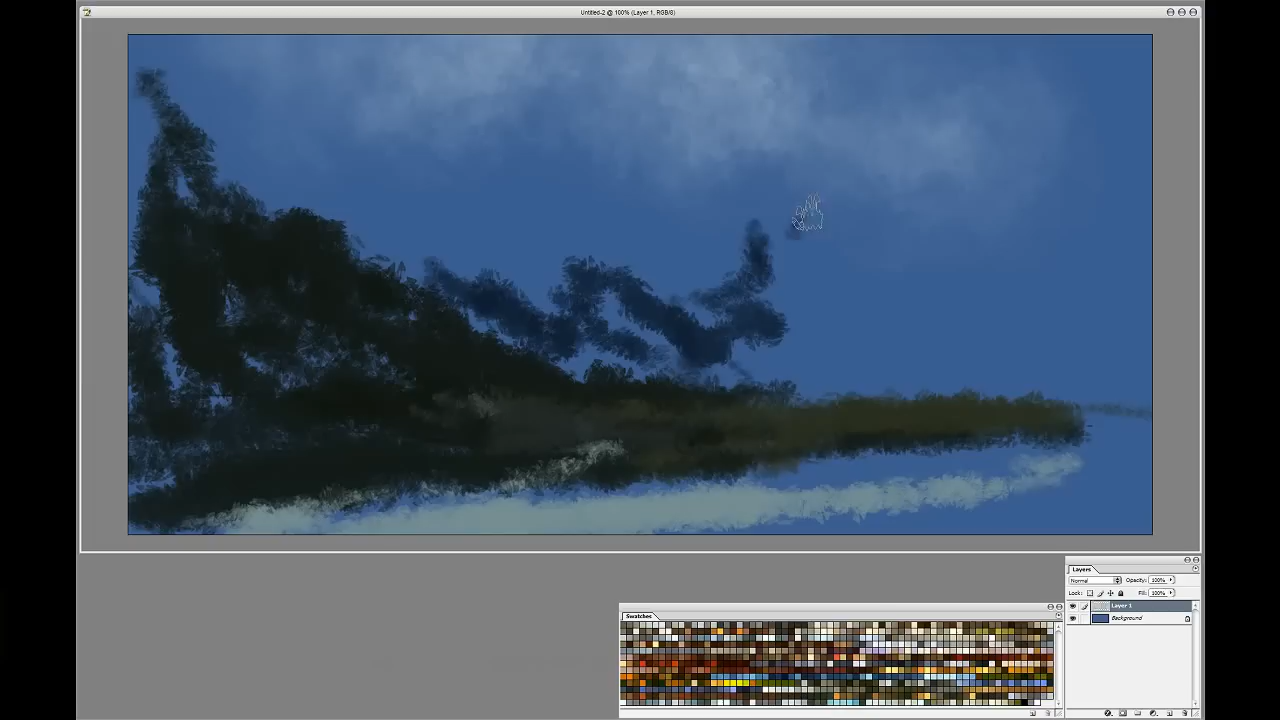 Untitled-2 @ 100% (Layer 1, RGB/8)
Layers
Normal Opacity: 100%
Lock: Fill: 100%
Layer 1
Background
Swatches